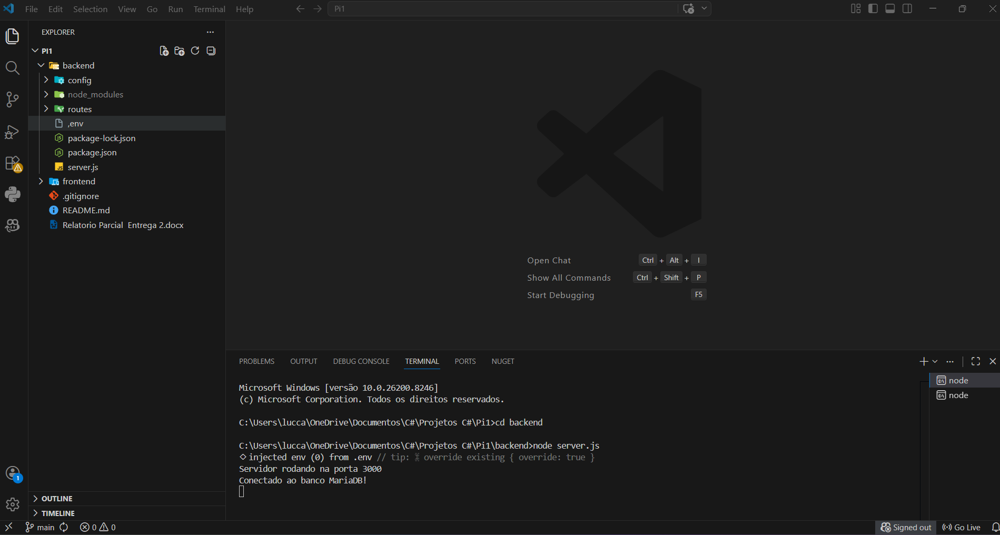 File Edit Selection View Go Run Terminal Help
Pi1
EXPLORER
PI1
backend
config
node_modules
routes
,env
package-lock.json
package.json
server.js
frontend
.gitignore
README.md
Relatorio Parcial  Entrega 2.docx
Open Chat Ctrl + Alt + I
Show All Commands Ctrl + Shift + P
Start Debugging F5
PROBLEMS OUTPUT DEBUG CONSOLE TERMINAL PORTS NUGET
node
node
Microsoft Windows [versão 10.0.26200.8246]
(c) Microsoft Corporation. Todos os direitos reservados.
C:\Users\lucca\OneDrive\Documentos\C#\Projetos C#\Pi1>cd backend
C:\Users\lucca\OneDrive\Documentos\C#\Projetos C#\Pi1\backend>node server.js
◇ injected env (0) from .env // tip: ⌘ override existing { override: true }
Servidor rodando na porta 3000
Conectado ao banco MariaDB!
1
OUTLINE
TIMELINE
main 0 0 Signed out Go Live